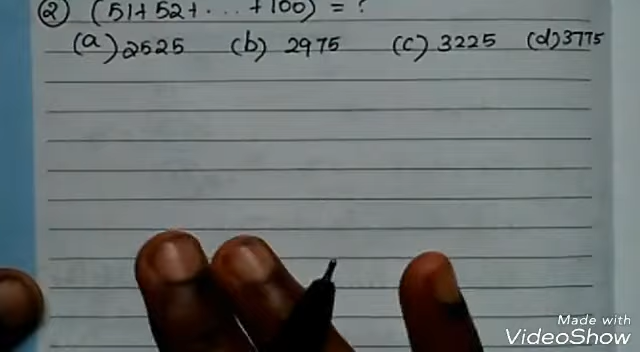 ② (51+ 52+ . . . + 100) = ?
(a) 2525 (b) 2975 (c) 3225 (d) 3775
Made with
VideoShow